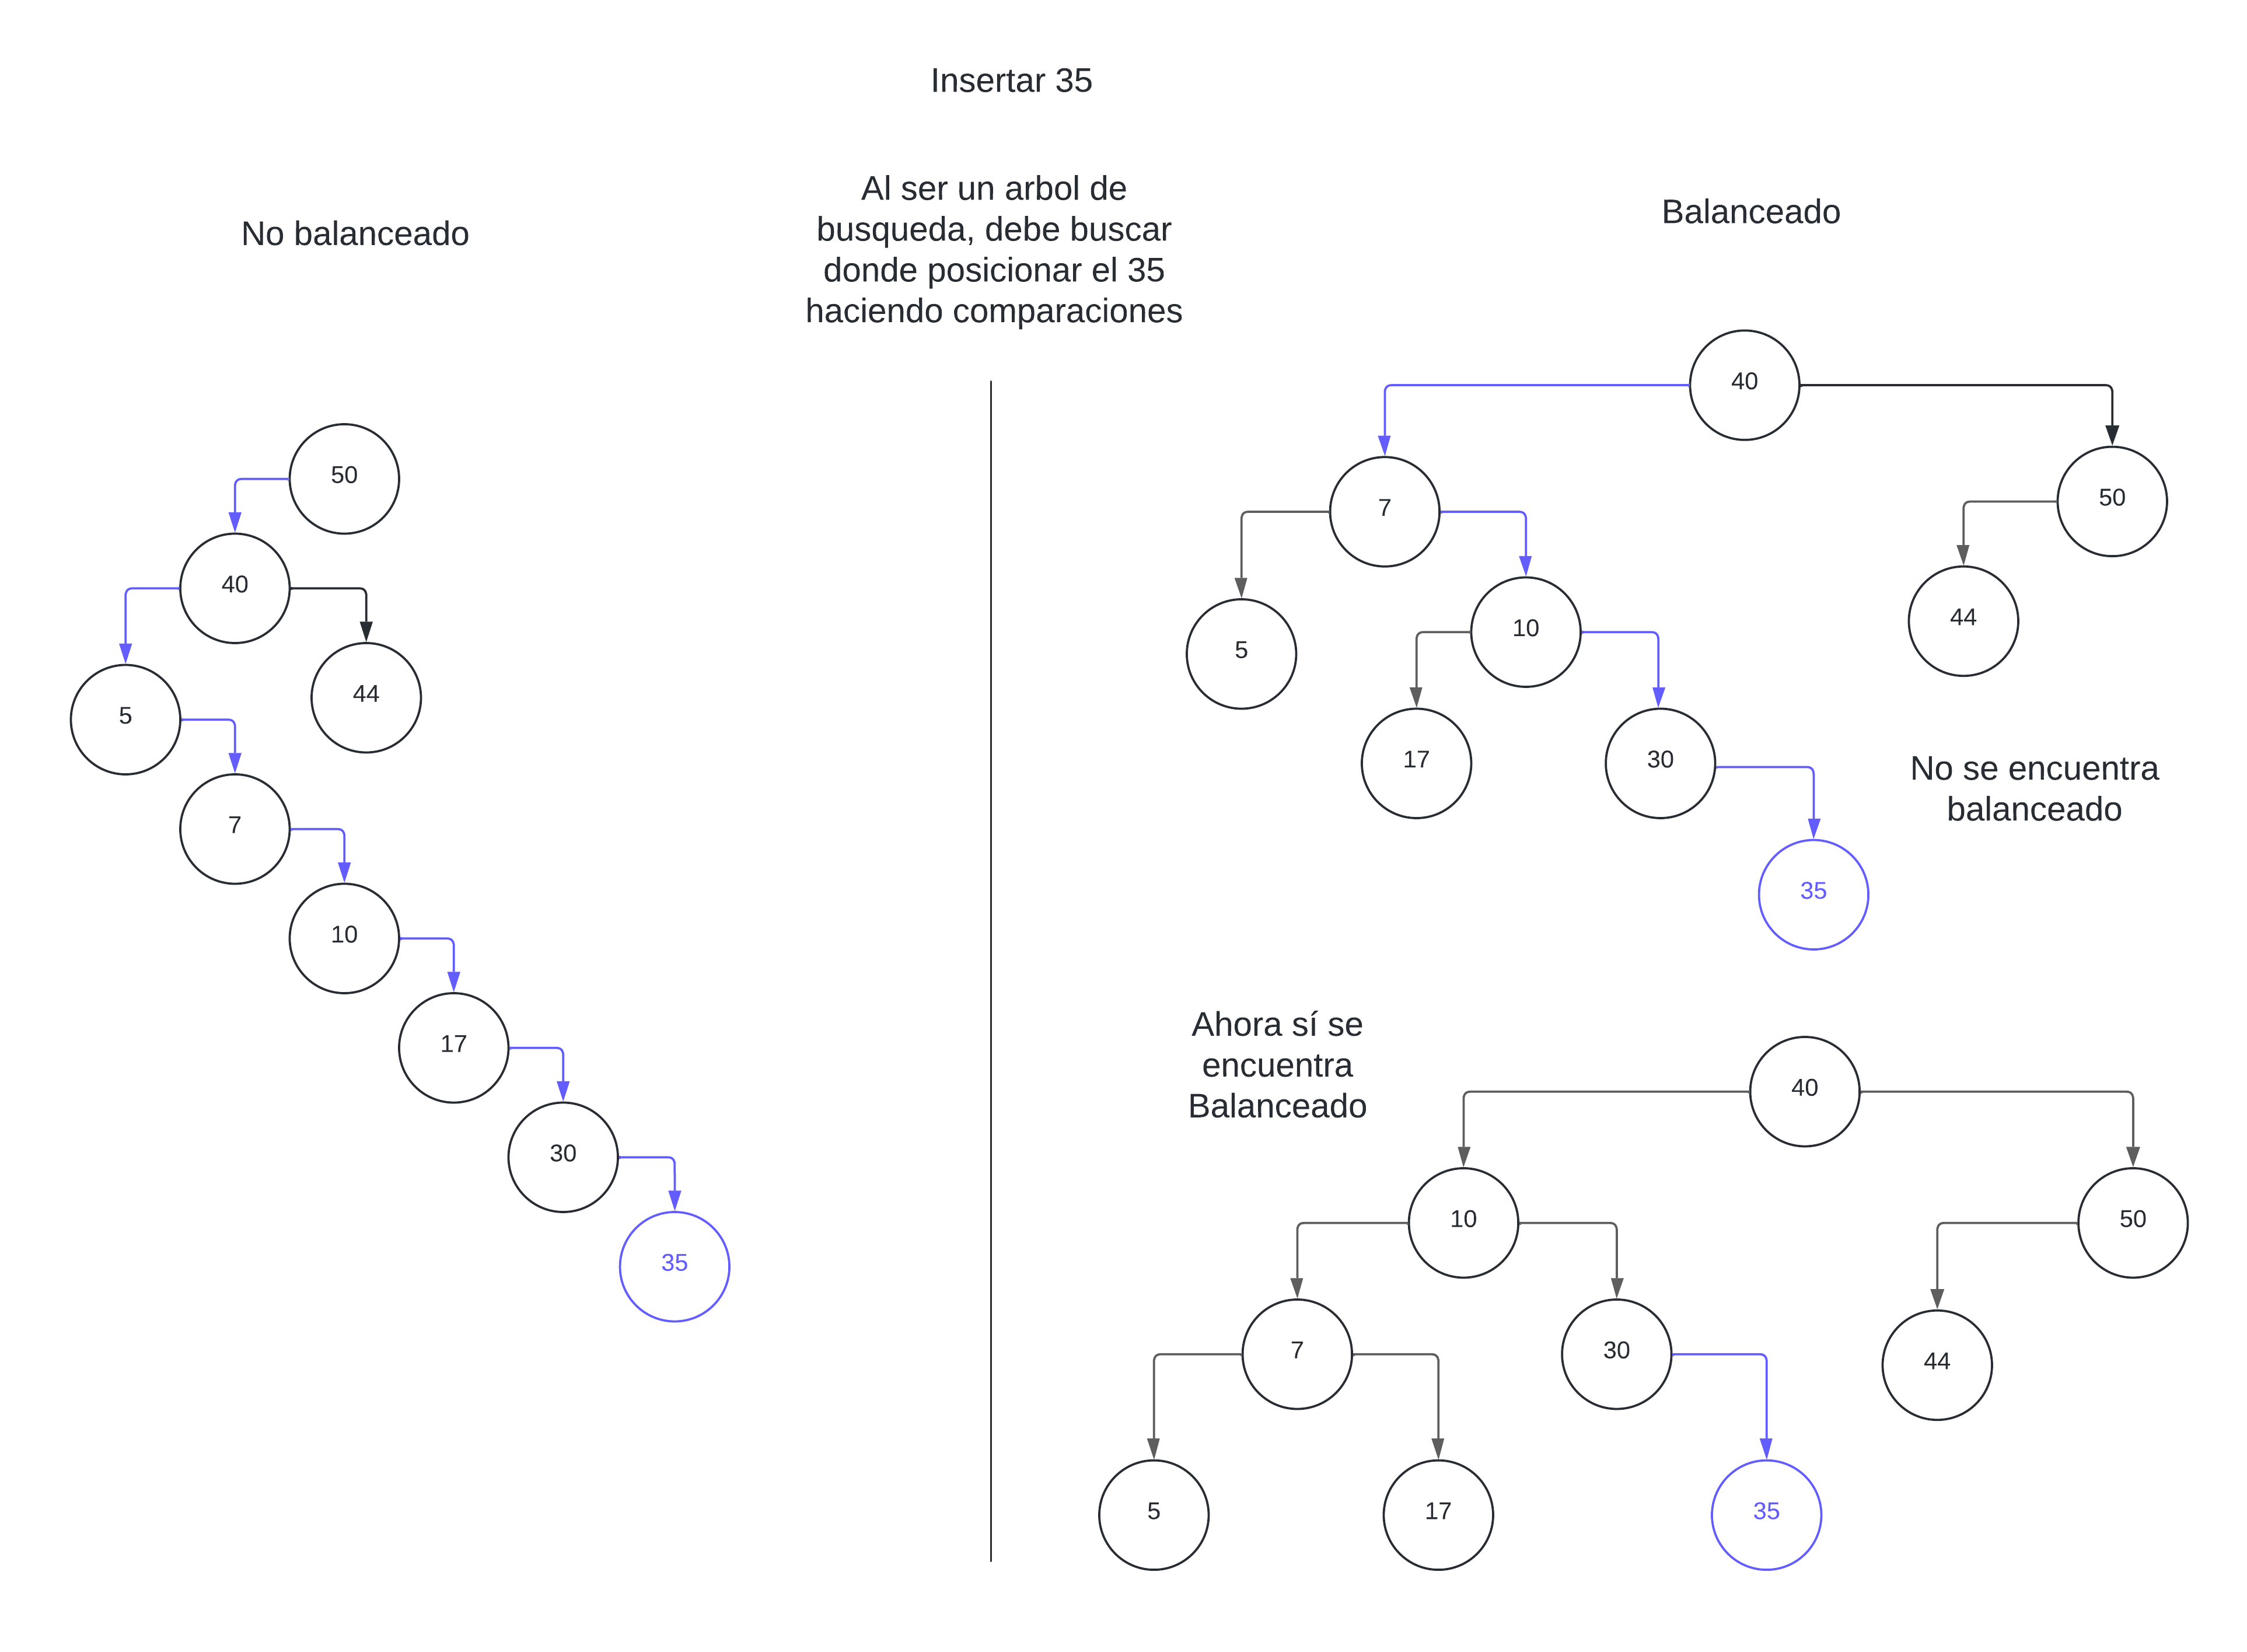 Insertar 35
Al ser un arbol de
busqueda, debe buscar
donde posicionar el 35
haciendo comparaciones
No balanceado
50
40
44
5
7
10
17
30
35
Balanceado
40
7
50
5
10
44
17
30
35
No se encuentra
balanceado
Ahora sí se
encuentra
Balanceado
40
10
50
7
30
44
5
17
35